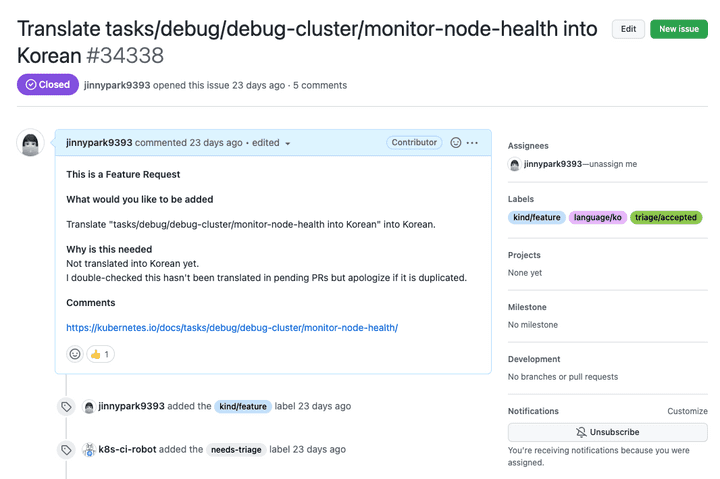 Translate tasks/debug/debug-cluster/monitor-node-health into
Korean #34338
Edit
New issue
Closed
jinnypark9393 opened this issue 23 days ago · 5 comments
jinnypark9393 commented 23 days ago • edited
Contributor
This is a Feature Request
What would you like to be added
Translate "tasks/debug/debug-cluster/monitor-node-health into Korean" into Korean.
Why is this needed
Not translated into Korean yet.
I double-checked this hasn't been translated in pending PRs but apologize if it is duplicated.
Comments
https://kubernetes.io/docs/tasks/debug/debug-cluster/monitor-node-health/
1
jinnypark9393 added the kind/feature label 23 days ago
k8s-ci-robot added the needs-triage label 23 days ago
Assignees
jinnypark9393—unassign me
Labels
kind/feature language/ko triage/accepted
Projects
None yet
Milestone
No milestone
Development
No branches or pull requests
Notifications
Customize
Unsubscribe
You're receiving notifications because you were
assigned.